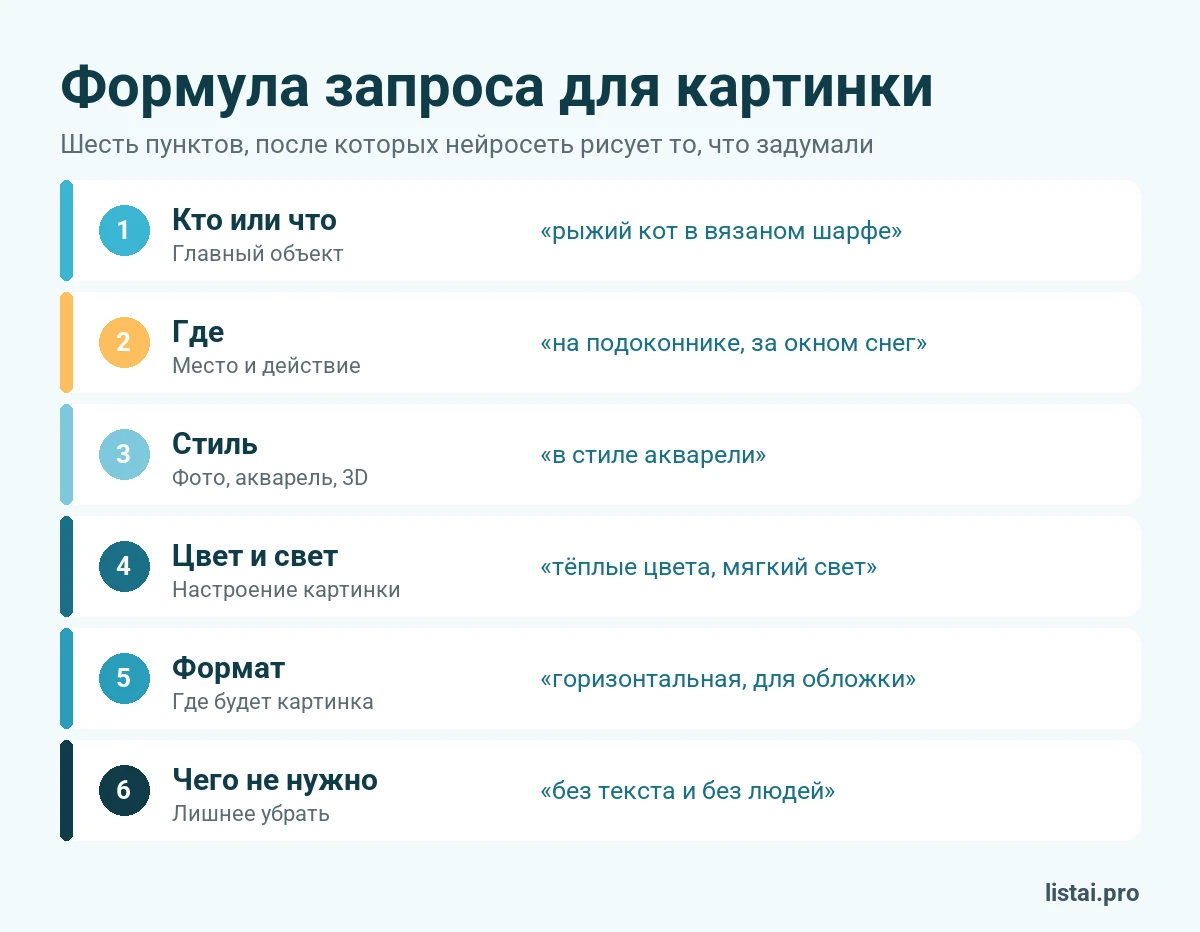 Формула запроса для картинки
Шесть пунктов, после которых нейросеть рисует то, что задумали
1
Кто или что
Главный объект
«рыжий кот в вязаном шарфе»
2
Где
Место и действие
«на подоконнике, за окном снег»
3
Стиль
Фото, акварель, 3D
«в стиле акварели»
4
Цвет и свет
Настроение картинки
«тёплые цвета, мягкий свет»
5
Формат
Где будет картинка
«горизонтальная, для обложки»
6
Чего не нужно
Лишнее убрать
«без текста и без людей»
listai.pro